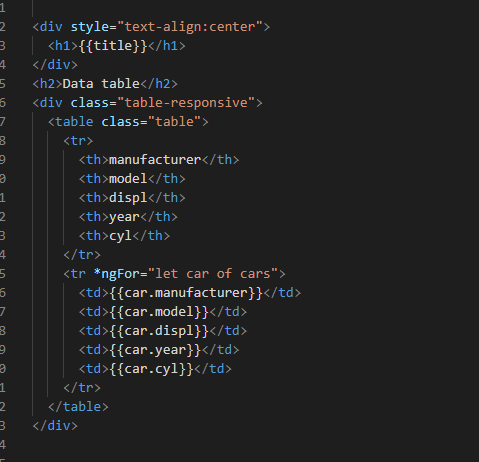 1
2 <div style="text-align:center">
3   <h1>{{title}}</h1>
4 </div>
5 <h2>Data table</h2>
6 <div class="table-responsive">
7   <table class="table">
8     <tr>
9       <th>manufacturer</th>
0       <th>model</th>
1       <th>displ</th>
2       <th>year</th>
3       <th>cyl</th>
4     </tr>
5     <tr *ngFor="let car of cars">
6       <td>{{car.manufacturer}}</td>
7       <td>{{car.model}}</td>
8       <td>{{car.displ}}</td>
9       <td>{{car.year}}</td>
0       <td>{{car.cyl}}</td>
1     </tr>
2   </table>
3 </div>
4
5